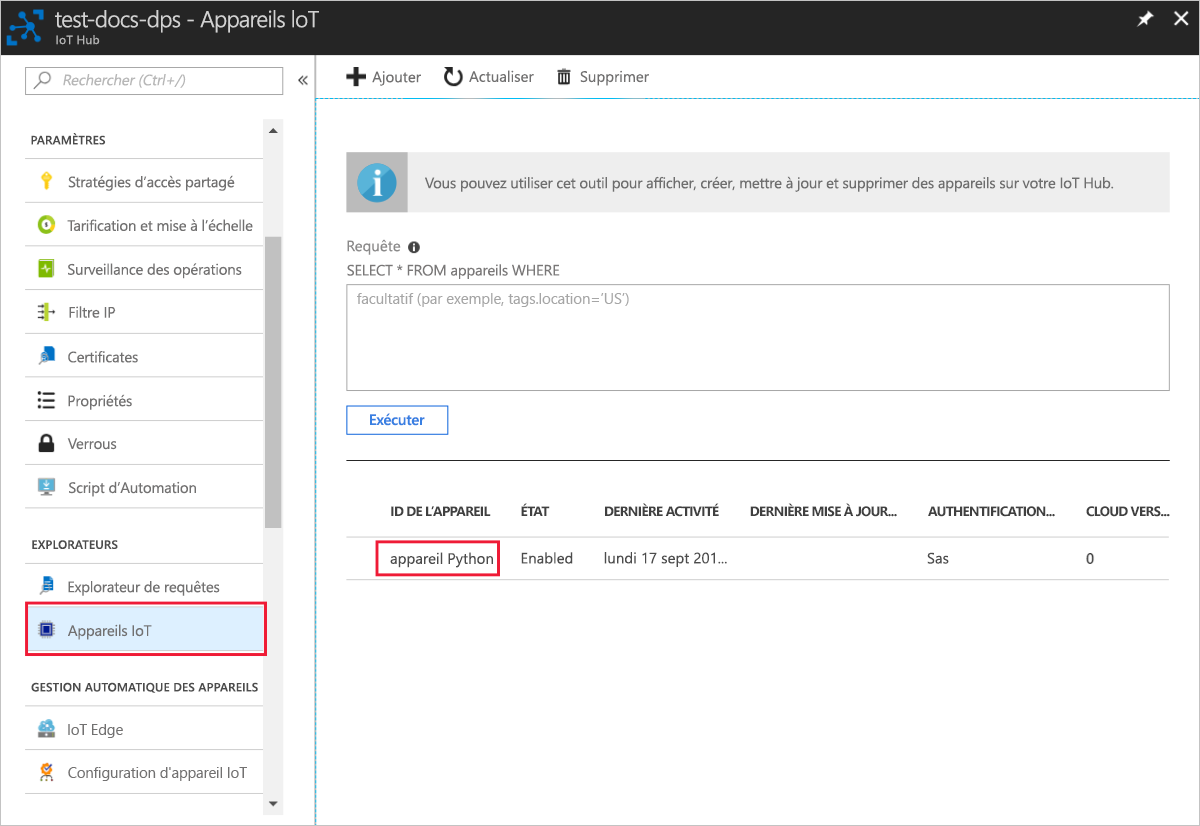 test-docs-dps - Appareils IoT
IoT Hub
Rechercher (Ctrl+/)
«
PARAMÈTRES
Stratégies d’accès partagé
Tarification et mise à l’échelle
Surveillance des opérations
Filtre IP
Certificates
Propriétés
Verrous
Script d’Automation
EXPLORATEURS
Explorateur de requêtes
Appareils IoT
GESTION AUTOMATIQUE DES APPAREILS
IoT Edge
Configuration d'appareil IoT
Ajouter Actualiser Supprimer
Vous pouvez utiliser cet outil pour afficher, créer, mettre à jour et supprimer des appareils sur votre IoT Hub.
Requête
SELECT * FROM appareils WHERE
facultatif (par exemple, tags.location=’US’)
Exécuter
ID DE L’APPAREIL ÉTAT DERNIÈRE ACTIVITÉ DERNIÈRE MISE À JOUR... AUTHENTIFICATION... CLOUD VERS...
appareil Python Enabled lundi 17 sept 201... Sas 0